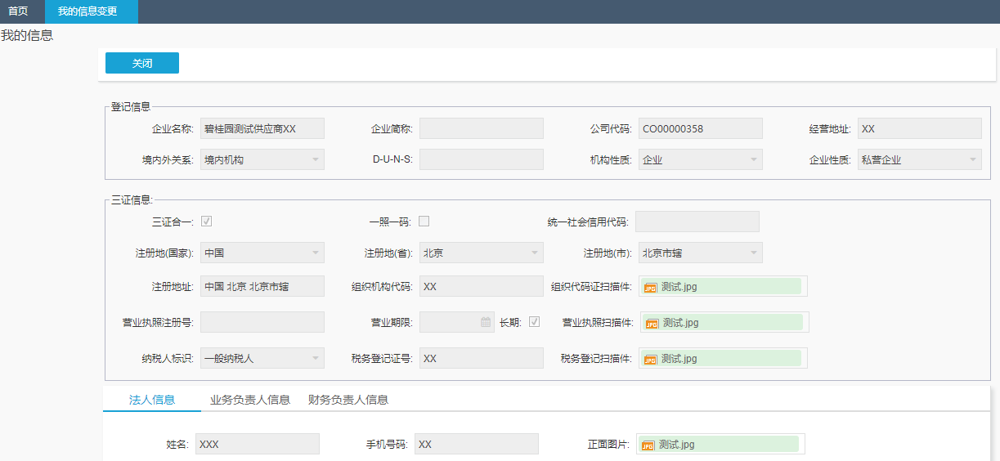 首页 我的信息变更
我的信息
关闭
登记信息
企业名称: 碧桂园测试供应商XX 企业简称: 公司代码: CO00000358 经营地址: XX
境内外关系: 境内机构 D-U-N-S: 机构性质: 企业 企业性质: 私营企业
三证信息:
三证合一: 一照一码: 统一社会信用代码:
注册地(国家): 中国 注册地(省): 北京 注册地(市): 北京市辖
注册地址: 中国 北京 北京市辖 组织机构代码: XX 组织代码证扫描件: JPG 测试.jpg
营业执照注册号: 营业期限: 长期: 营业执照扫描件: JPG 测试.jpg
纳税人标识: 一般纳税人 税务登记证号: XX 税务登记扫描件: JPG 测试.jpg
法人信息 业务负责人信息 财务负责人信息
姓名: XXX 手机号码: XX 正面图片: JPG 测试.jpg